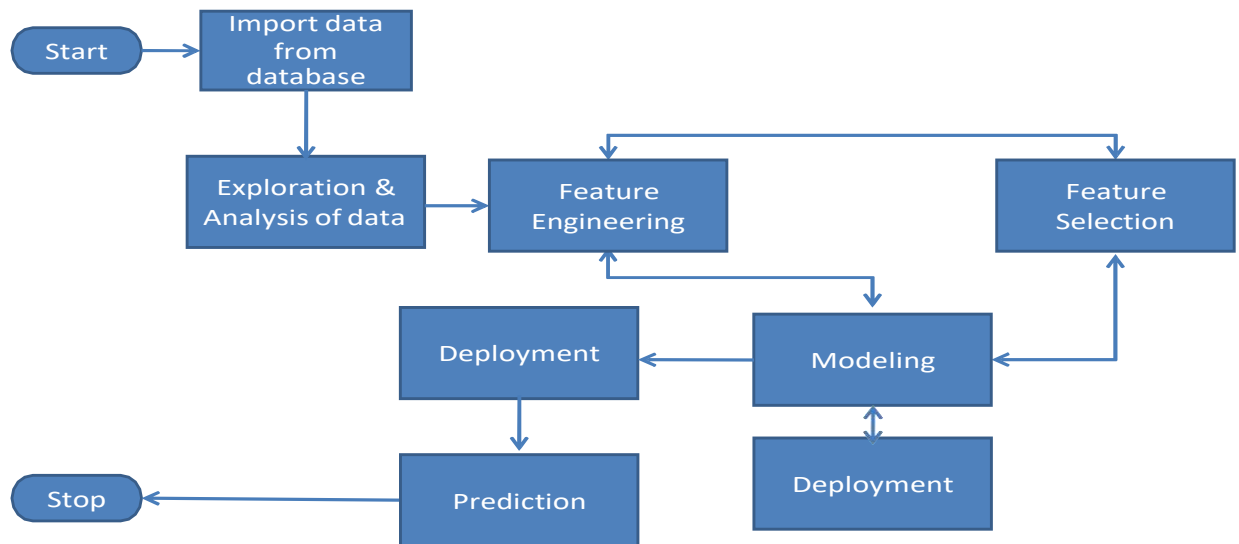 Start
Import data
from
database
Exploration &
Analysis of data
Feature
Engineering
Feature
Selection
Deployment
Modeling
Deployment
Prediction
Stop